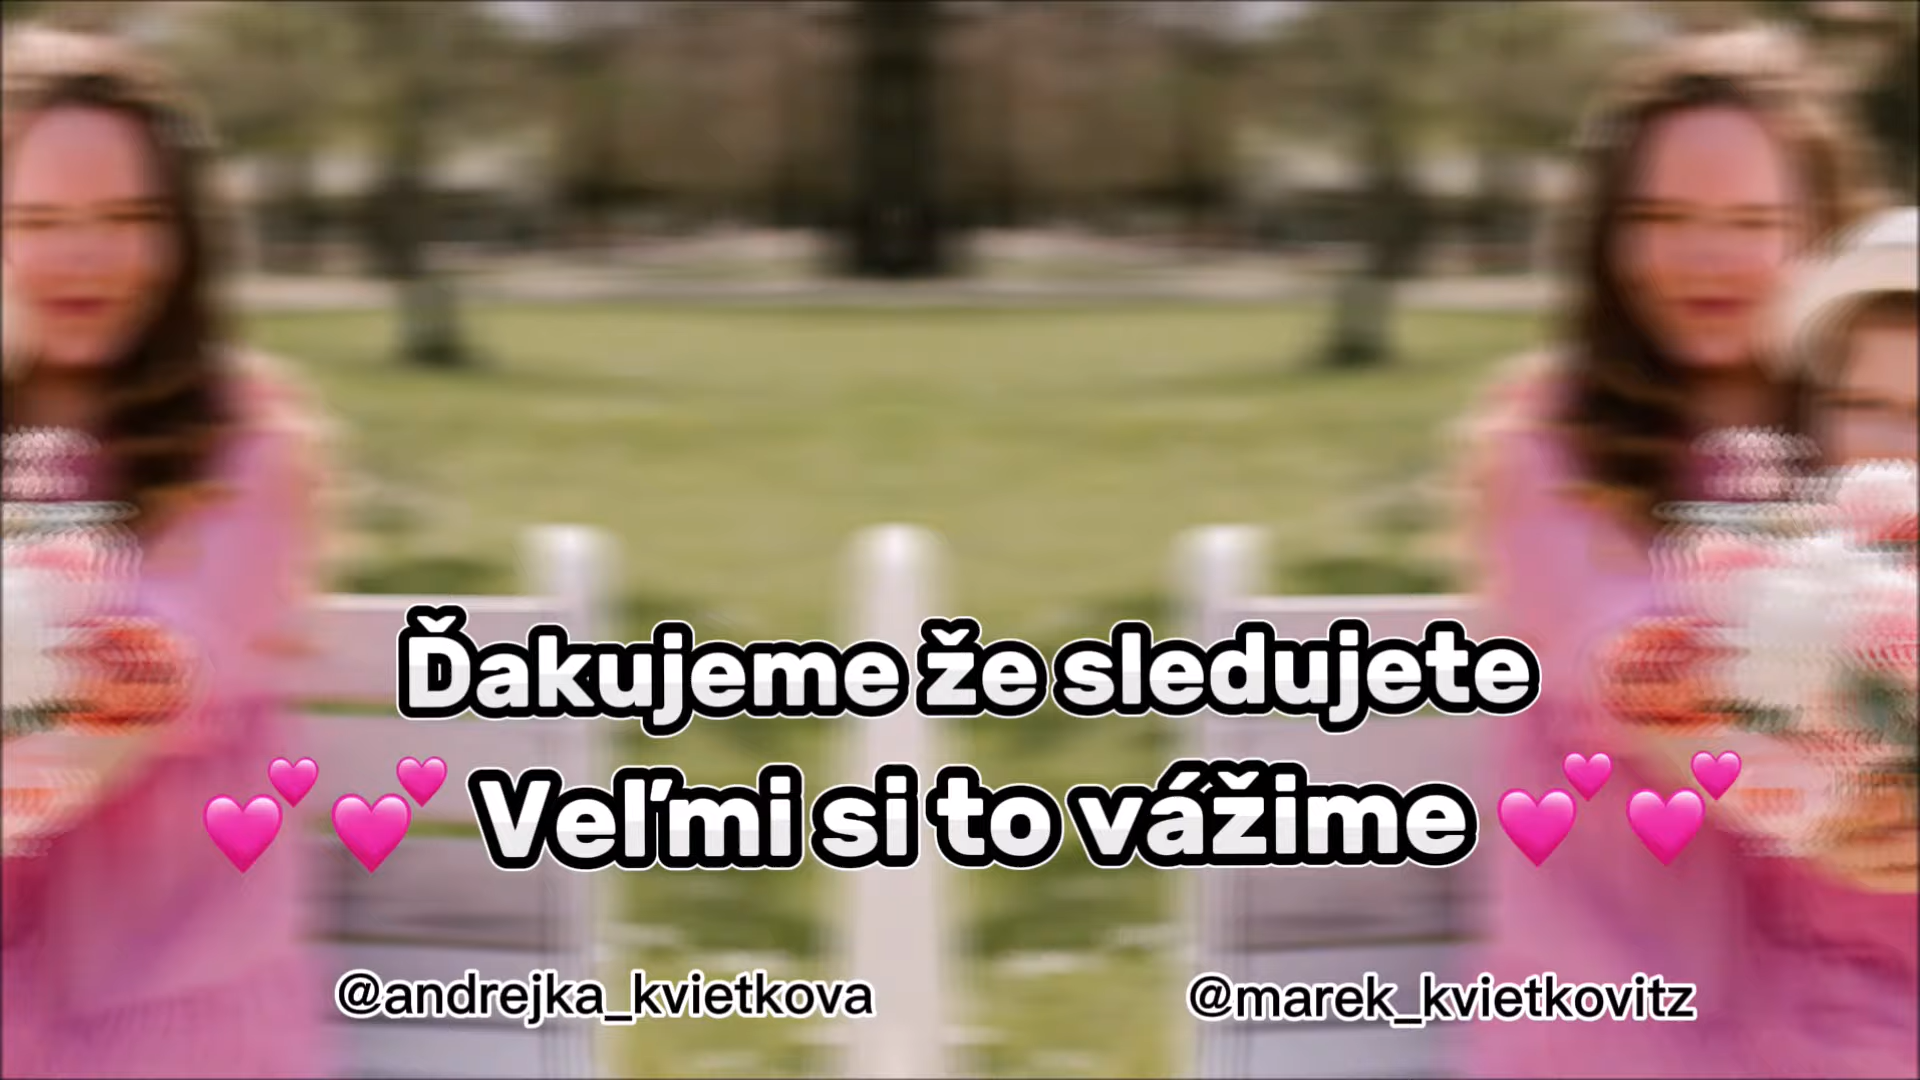 Ďakujeme že sledujete
💕💕 Veľmi si to vážime 💕💕
@andrejka_kvietkova @marek_kvietkovitz